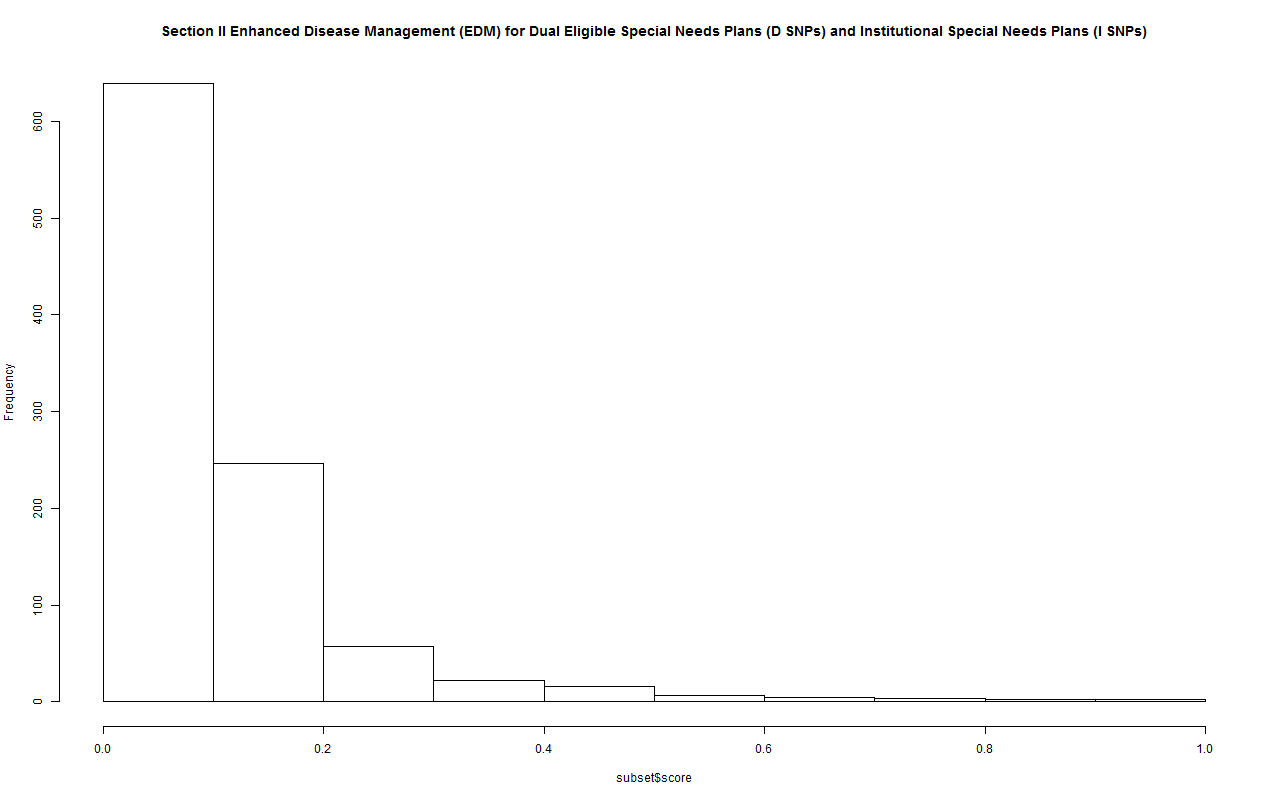 Section II Enhanced Disease Management (EDM) for Dual Eligible Special Needs Plans (D SNPs) and Institutional Special Needs Plans (I SNPs)
600
500
400
300
200
100
0
Frequency
0.0 0.2 0.4 0.6 0.8 1.0
subset$score